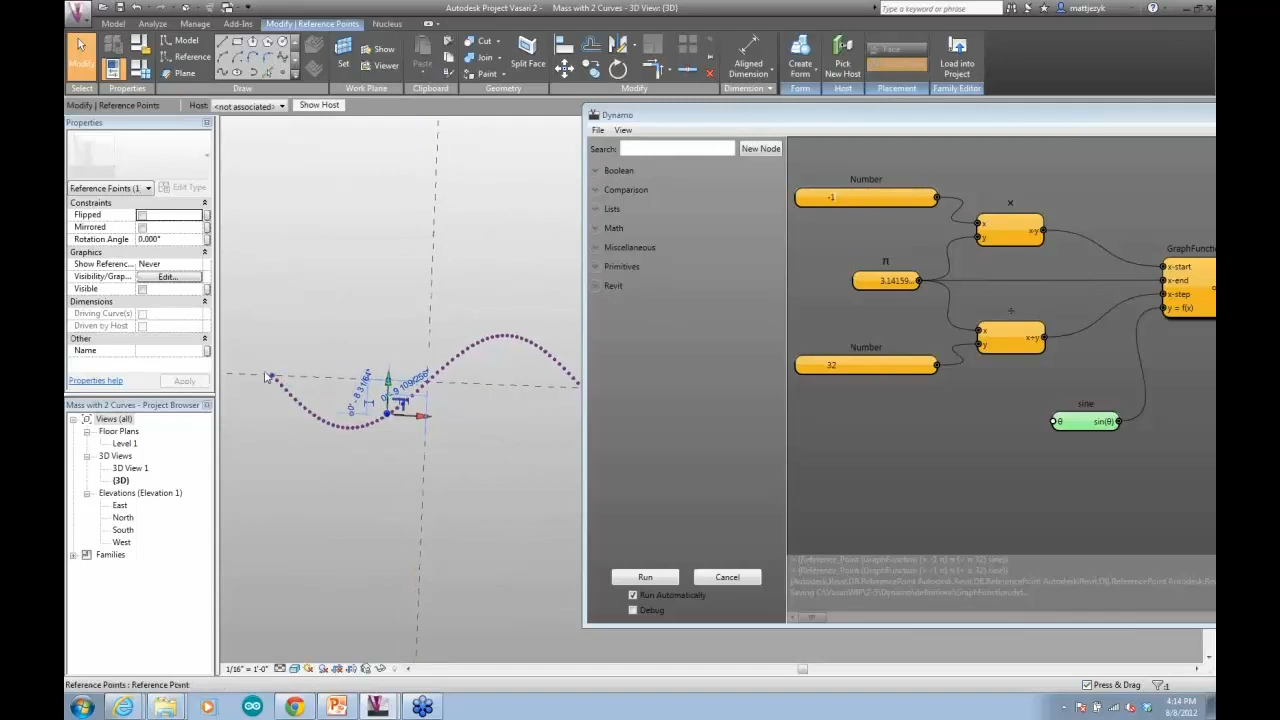 Autodesk Project Vasari 2 - Mass with 2 Curves - 3D View: {3D}
Type a keyword or phrase
mattjezyk
Model Analyze Manage Add-Ins Modify | Reference Points Nucleus
Modify
Model
Reference
Plane
Set
Show
Viewer
Paste
Cut
Join
Paint
Split Face
Aligned
Dimension
Create
Form
Pick
New Host
Face
Load into
Project
Select Properties Draw Work Plane Clipboard Geometry Modify Dimension Form Host Placement Family Editor
Modify | Reference Points Host: <not associated> Show Host
Properties
Reference Points (1 Edit Type
Constraints
Flipped
Mirrored
Rotation Angle 0.000°
Graphics
Show Referenc... Never
Visibility/Grap... Edit...
Visible
Dimensions
Driving Curve(s)
Driven by Host
Other
Name
Properties help Apply
Mass with 2 Curves - Project Browser
Views (all)
Floor Plans
Level 1
3D Views
3D View 1
{3D}
Elevations (Elevation 1)
East
North
South
West
Families
Dynamo
File View
Search: New Node
Boolean
Comparison
Lists
Math
Miscellaneous
Primitives
Revit
Run Cancel
Run Automatically
Debug
Number
-1
×
x x·y
y
π
3.14159...
÷
x x÷y
y
Number
32
GraphFunctio
x-start
x-end
x-step
y = f(x)
sine
θ sin(θ)
1/16" = 1'-0"
Reference Points : Reference Point
Press & Drag :1
4:14 PM
8/8/2012